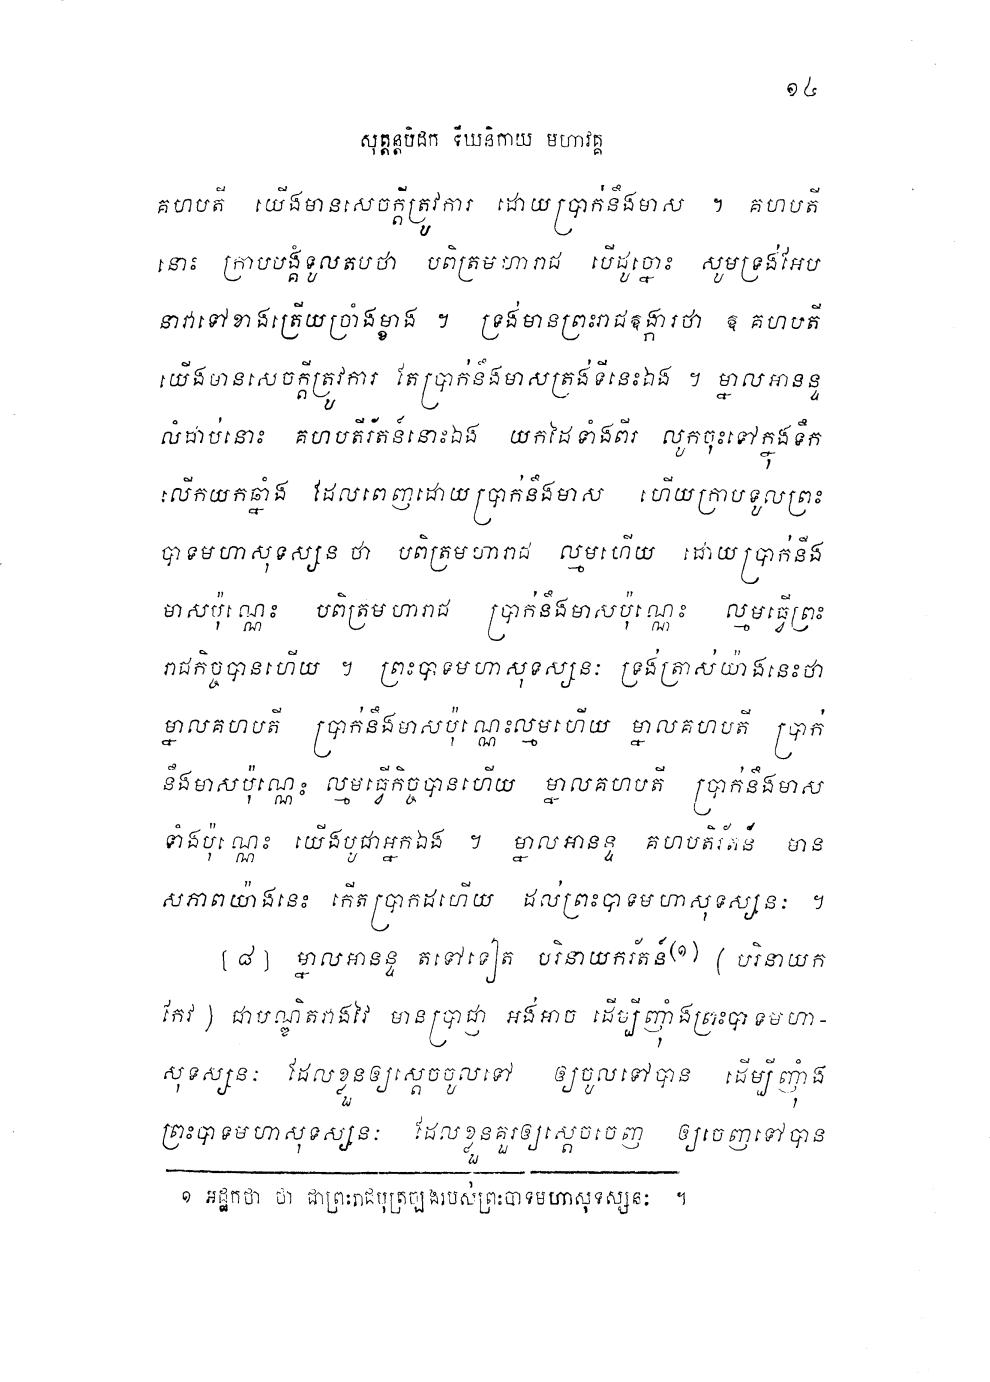 ១៤
សុត្តន្តបិដក ទីឃនិកាយ មហាវគ្គ
គហបតី យើងមានសេចក្តីត្រូវការ ដោយប្រាក់នឹងមាស ។ គហបតី
នោះ ក្រាបបង្គំទូលតបថា បពិត្រមហារាជ បើដូច្នោះ សូមទ្រង់អែប
នាវាទៅខាងត្រើយច្រាំងម្ខាង ។ ទ្រង់មានព្រះរាជឱង្ការថា ឱ គហបតី
យើងមានសេចក្តីត្រូវការ តែប្រាក់នឹងមាសត្រង់ទីនេះឯង ។ ម្នាលអានន្ទ
លំដាប់នោះ គហបតីរ័តន៍នោះឯង យកដៃទាំងពីរ លូកចុះទៅក្នុងទឹក
លើកយកឆ្នាំង ដែលពេញដោយប្រាក់នឹងមាស ហើយក្រាបទូលព្រះ
បាទមហាសុទស្សន ថា បពិត្រមហារាជ ល្មមហើយ ដោយប្រាក់នឹង
មាសប៉ុណ្ណេះ បពិត្រមហារាជ ប្រាក់នឹងមាសប៉ុណ្ណេះ ល្មមធ្វើព្រះ
រាជកិច្ចបានហើយ ។ ព្រះបាទមហាសុទស្សនៈ ទ្រង់ត្រាស់យ៉ាងនេះថា
ម្នាលគហបតី ប្រាក់នឹងមាសប៉ុណ្ណេះល្មមហើយ ម្នាលគហបតី ប្រាក់
នឹងមាសប៉ុណ្ណេះ ល្មមធ្វើកិច្ចបានហើយ ម្នាលគហបតី ប្រាក់នឹងមាស
ទាំងប៉ុណ្ណេះ យើងបូជាអ្នកឯង ។ ម្នាលអានន្ទ គហបតិរ័តន៍ មាន
សភាពយ៉ាងនេះ កើតប្រាកដហើយ ដល់ព្រះបាទមហាសុទស្សនៈ ។
[៨] ម្នាលអានន្ទ តទៅទៀត បរិនាយករ័តន៍(១) (បរិនាយក
កែវ) ជាបណ្ឌិតវាងវៃ មានប្រាជ្ញា អង់អាច ដើម្បីញ៉ាំងព្រះបាទមហា-
សុទស្សនៈ ដែលខ្លួនឲ្យស្តេចចូលទៅ ឲ្យចូលទៅបាន ដើម្បីញ៉ាំង
ព្រះបាទមហាសុទស្សនៈ ដែលខ្លួនគួរឲ្យស្តេចចេញ ឲ្យចេញទៅបាន
១ អដ្ឋកថា ថា ជាព្រះរាជបុត្រច្បងរបស់ព្រះបាទមហាសុទស្សនៈ ។